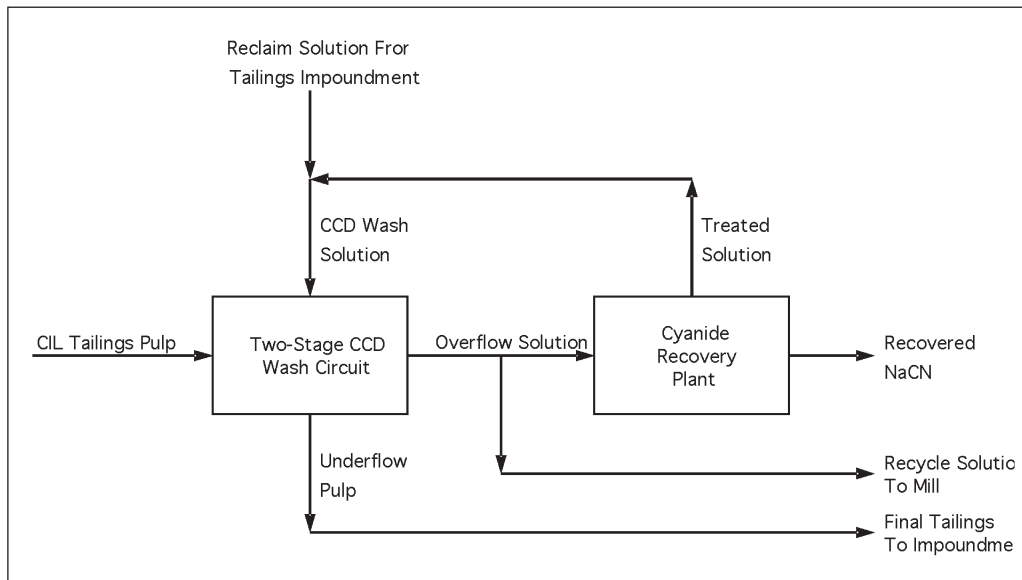 Reclaim Solution Fror
Tailings Impoundment
CCD Wash
Solution
Treated
Solution
CIL Tailings Pulp
Two-Stage CCD
Wash Circuit
Overflow Solution
Cyanide
Recovery
Plant
Recovered
NaCN
Underflow
Pulp
Recycle Solutio
To Mill
Final Tailings
To Impoundme